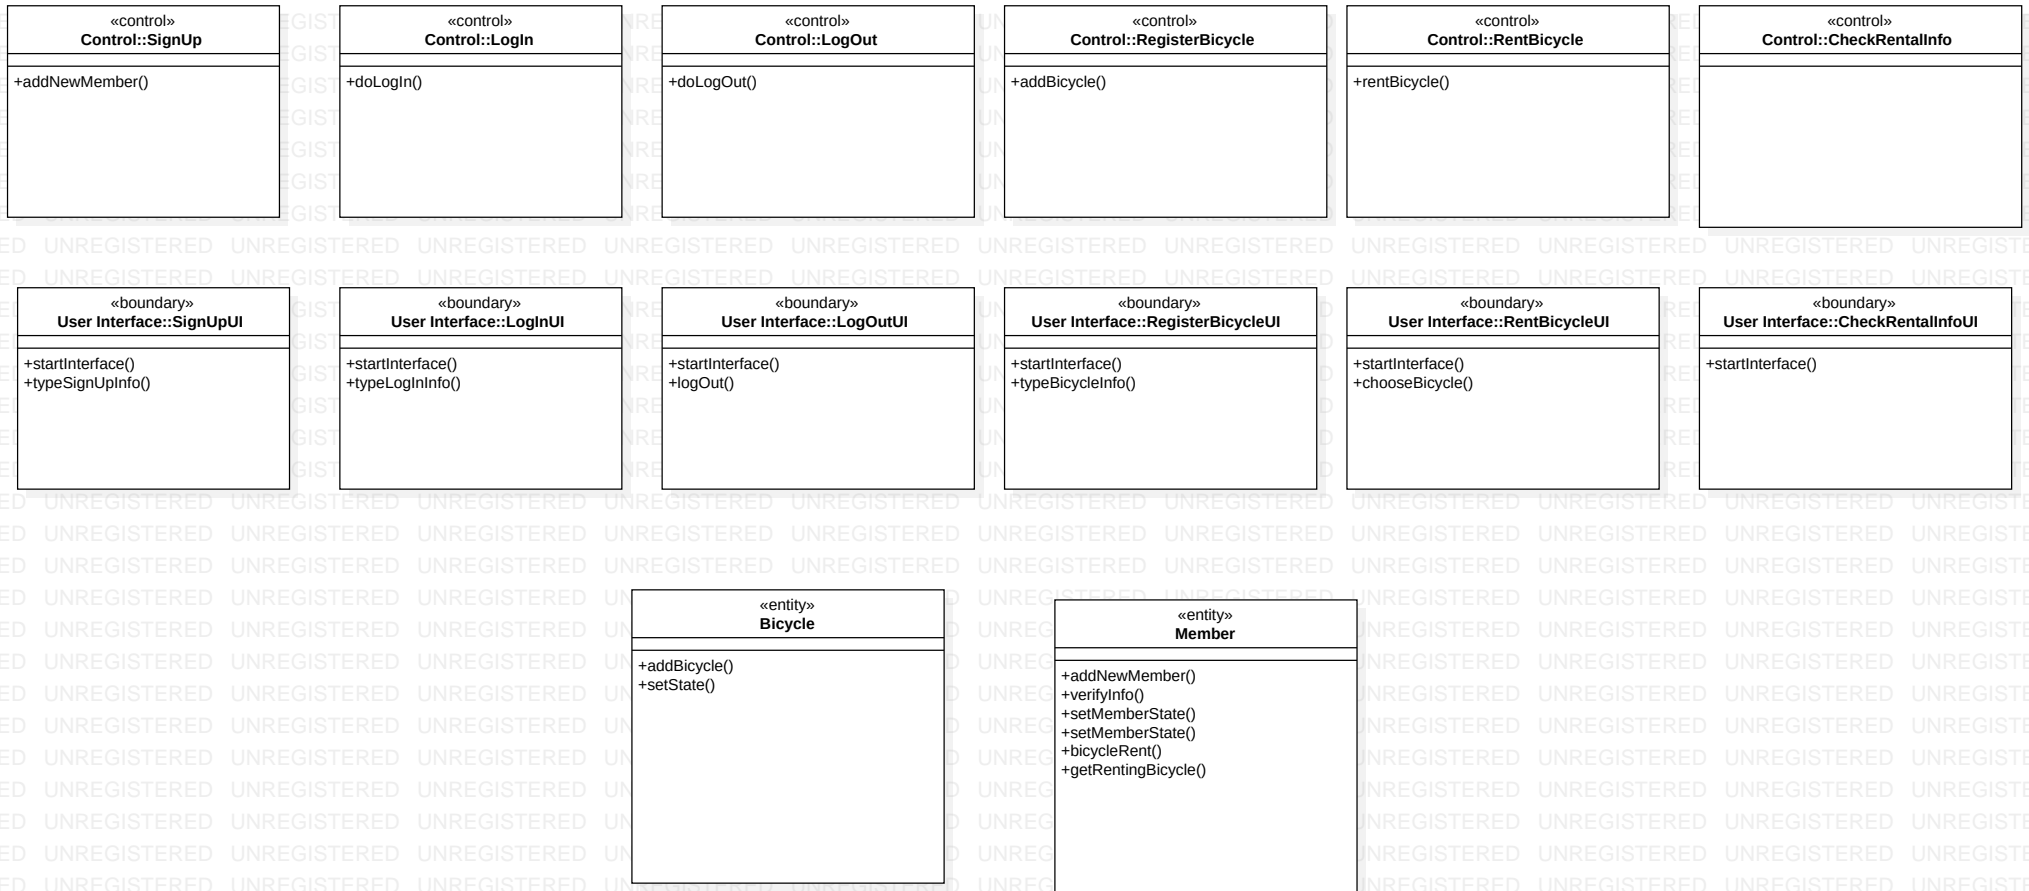 «control»
Control::SignUp
+addNewMember()
«control»
Control::LogIn
+doLogIn()
«control»
Control::LogOut
+doLogOut()
«control»
Control::RegisterBicycle
+addBicycle()
«control»
Control::RentBicycle
+rentBicycle()
«control»
Control::CheckRentalInfo
«boundary»
User Interface::SignUpUI
+startInterface()
+typeSignUpInfo()
«boundary»
User Interface::LogInUI
+startInterface()
+typeLogInInfo()
«boundary»
User Interface::LogOutUI
+startInterface()
+logOut()
«boundary»
User Interface::RegisterBicycleUI
+startInterface()
+typeBicycleInfo()
«boundary»
User Interface::RentBicycleUI
+startInterface()
+chooseBicycle()
«boundary»
User Interface::CheckRentalInfoUI
+startInterface()
«entity»
Bicycle
+addBicycle()
+setState()
«entity»
Member
+addNewMember()
+verifyInfo()
+setMemberState()
+setMemberState()
+bicycleRent()
+getRentingBicycle()
UNREGISTERED